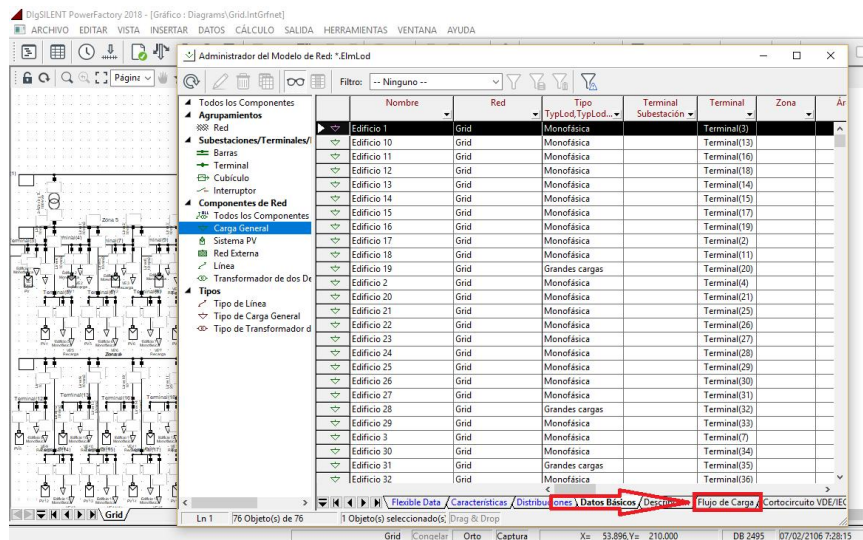 DIgSILENT PowerFactory 2018 - [Gráfico : Diagrams\Grid.IntGrfnet]
ARCHIVO EDITAR VISTA INSERTAR DATOS CÁLCULO SALIDA HERRAMIENTAS VENTANA AYUDA
Administrador del Modelo de Red: *.ElmLod
Página
Filtro: -- Ninguno --
Todos los Componentes
Agrupamientos
Red
Subestaciones/Terminales/
Barras
Terminal
Cubículo
Interruptor
Componentes de Red
Todos los Componentes
Carga General
Sistema PV
Red Externa
Línea
Transformador de dos De
Tipos
Tipo de Línea
Tipo de Carga General
Tipo de Transformador d
Nombre Red Tipo Terminal Terminal Zona Ár
TypLod,TypLod... Subestación
Edificio 1 Grid Monofásica Terminal(3)
Edificio 10 Grid Monofásica Terminal(13)
Edificio 11 Grid Monofásica Terminal(16)
Edificio 12 Grid Monofásica Terminal(18)
Edificio 13 Grid Monofásica Terminal(14)
Edificio 14 Grid Monofásica Terminal(15)
Edificio 15 Grid Monofásica Terminal(17)
Edificio 16 Grid Monofásica Terminal(19)
Edificio 17 Grid Monofásica Terminal(2)
Edificio 18 Grid Monofásica Terminal(11)
Edificio 19 Grid Grandes cargas Terminal(20)
Edificio 2 Grid Monofásica Terminal(4)
Edificio 20 Grid Monofásica Terminal(21)
Edificio 21 Grid Monofásica Terminal(25)
Edificio 22 Grid Monofásica Terminal(26)
Edificio 23 Grid Monofásica Terminal(27)
Edificio 24 Grid Monofásica Terminal(28)
Edificio 25 Grid Monofásica Terminal(29)
Edificio 26 Grid Monofásica Terminal(30)
Edificio 27 Grid Monofásica Terminal(31)
Edificio 28 Grid Grandes cargas Terminal(32)
Edificio 29 Grid Monofásica Terminal(33)
Edificio 3 Grid Monofásica Terminal(7)
Edificio 30 Grid Monofásica Terminal(34)
Edificio 31 Grid Grandes cargas Terminal(35)
Edificio 32 Grid Monofásica Terminal(36)
Flexible Data Características Distribuciones Datos Básicos Descri Flujo de Carga Cortocircuito VDE/IEC
Ln 1 76 Objeto(s) de 76 1 Objeto(s) seleccionado(s) Drag & Drop
Zona 5
Grid
Grid Congelar Orto Captura X= 53.896,Y= 210.000 DB 2495 07/02/2106 7:28:15